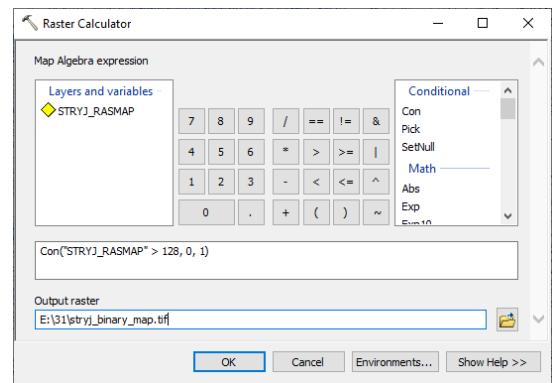 Raster Calculator
Map Algebra expression
Layers and variables
STRYJ_RASMAP
7 8 9 / == != &
4 5 6 * > >= |
1 2 3 - < <= ^
0 . + ( ) ~
Conditional
Con
Pick
SetNull
Math
Abs
Exp
Exp10
Con("STRYJ_RASMAP" > 128, 0, 1)
Output raster
E:\31\stryj_binary_map.tif
OK Cancel Environments... Show Help >>